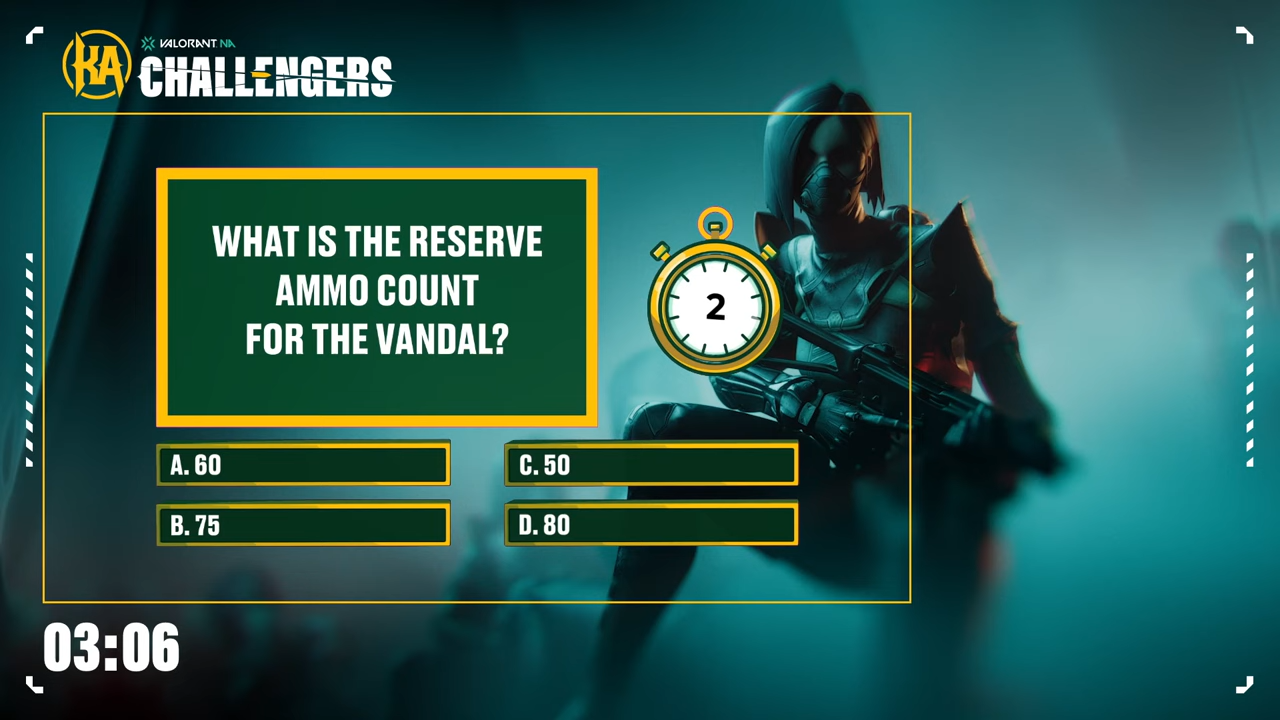 KA
VALORANT NA
CHALLENGERS
WHAT IS THE RESERVE
AMMO COUNT
FOR THE VANDAL?
2
A. 60
C. 50
B. 75
D. 80
03:06